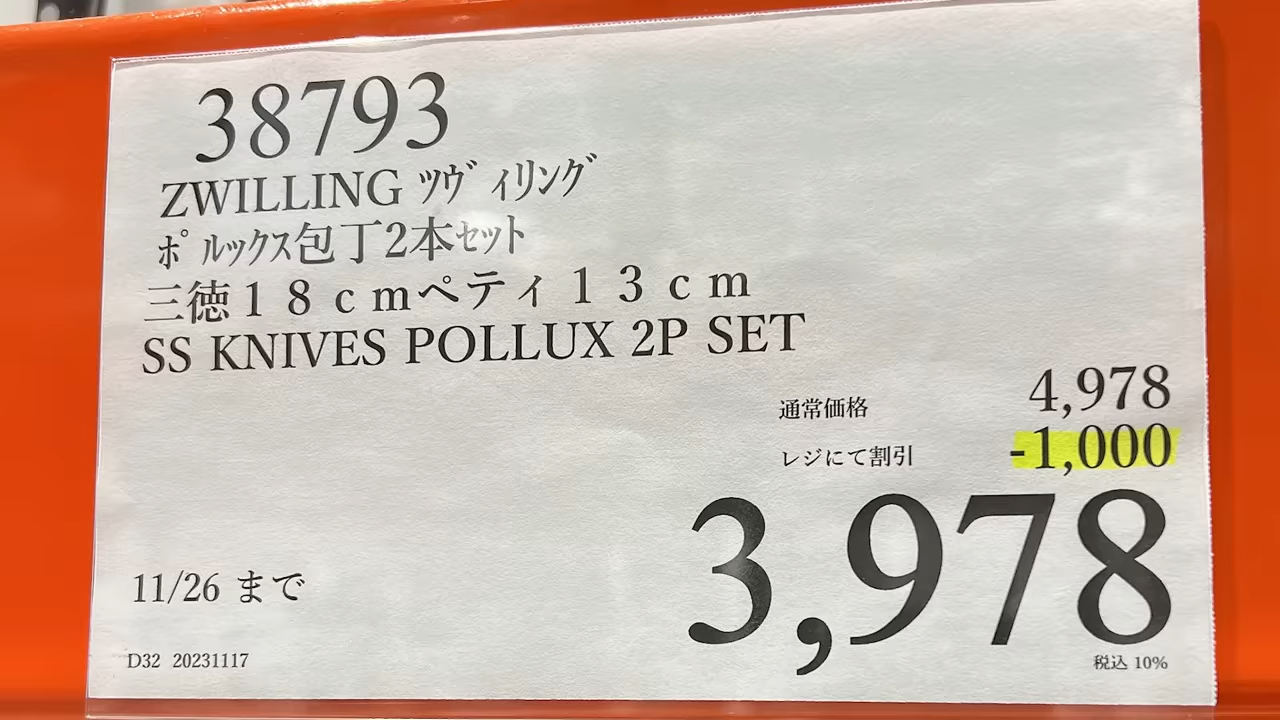 38793
ZWILLING ﾂヴィリング
ポルックス包丁2本セット
三徳18cmペティ13cm
SS KNIVES POLLUX 2P SET
通常価格 4,978
レジにて割引 -1,000
3,978
11/26 まで
税込 10%
D32 20231117